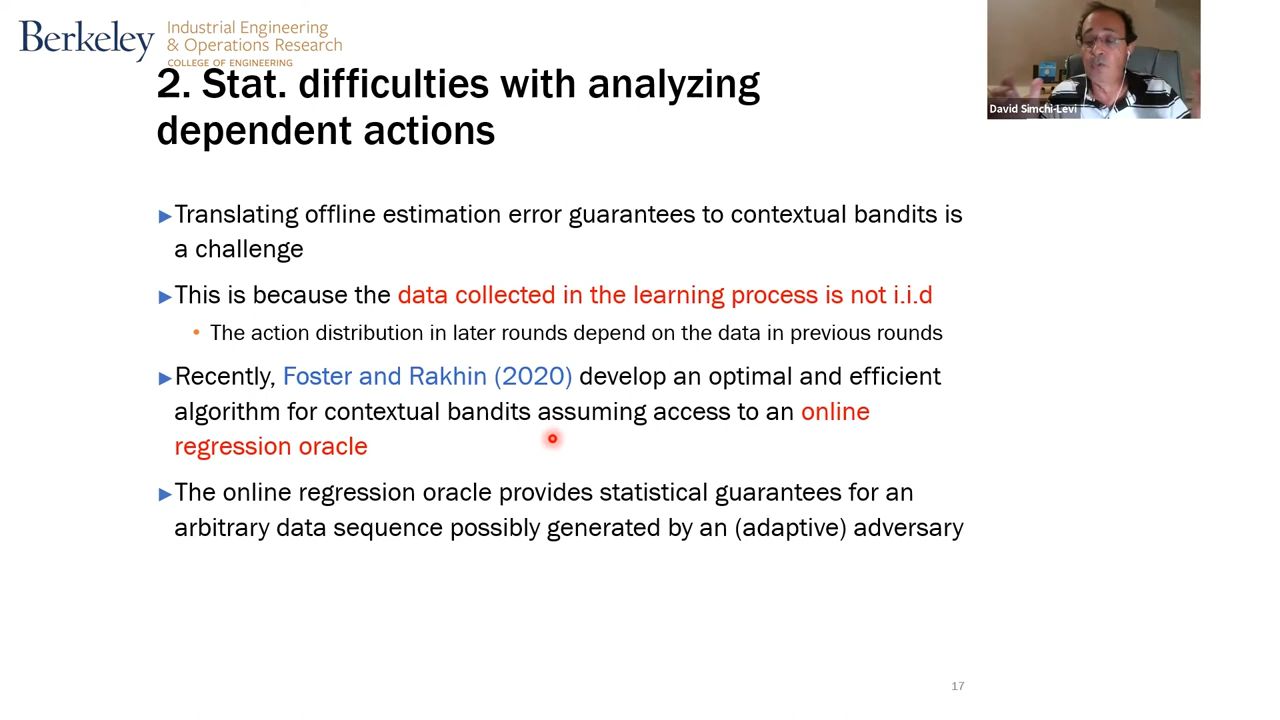 Berkeley
Industrial Engineering
& Operations Research
COLLEGE OF ENGINEERING
David Simchi-Levi
2. Stat. difficulties with analyzing
dependent actions
►Translating offline estimation error guarantees to contextual bandits is
a challenge
►This is because the data collected in the learning process is not i.i.d
• The action distribution in later rounds depend on the data in previous rounds
►Recently, Foster and Rakhin (2020) develop an optimal and efficient
algorithm for contextual bandits assuming access to an online
regression oracle
►The online regression oracle provides statistical guarantees for an
arbitrary data sequence possibly generated by an (adaptive) adversary
17